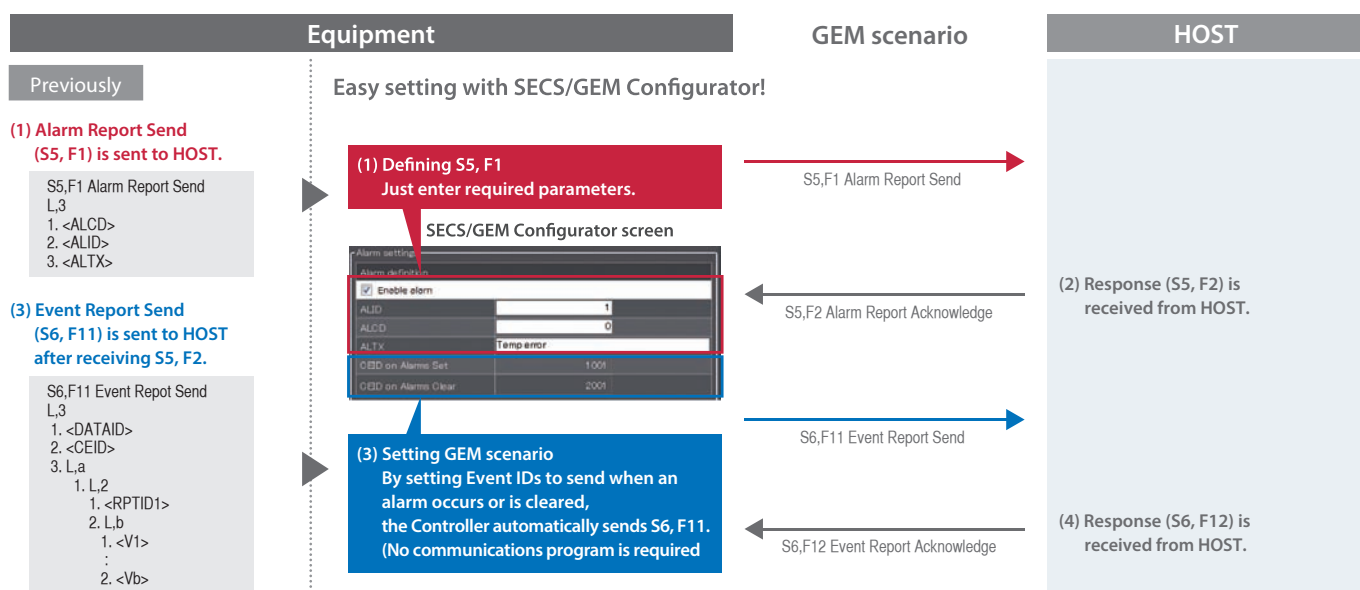 Equipment
GEM scenario
HOST
Previously
Easy setting with SECS/GEM Configurator!
(1) Alarm Report Send
(S5, F1) is sent to HOST.
S5,F1 Alarm Report Send
L,3
1. <ALCD>
2. <ALID>
3. <ALTX>
(3) Event Report Send
(S6, F11) is sent to HOST
after receiving S5, F2.
S6,F11 Event Repot Send
L,3
1. <DATAID>
2. <CEID>
3. L,a
1. L,2
1. <RPTID1>
2. L,b
1. <V1>
:
2. <Vb>
(1) Defining S5, F1
Just enter required parameters.
SECS/GEM Configurator screen
Alarm settings
Alarm definition
Enable alarm
ALID 1
ALCD 0
ALTX Temp error
CEID on Alarms Set 1001
CEID on Alarms Clear 2001
(3) Setting GEM scenario
By setting Event IDs to send when an
alarm occurs or is cleared,
the Controller automatically sends S6, F11.
(No communications program is required
S5,F1 Alarm Report Send
S5,F2 Alarm Report Acknowledge
S6,F11 Event Report Send
S6,F12 Event Report Acknowledge
(2) Response (S5, F2) is
received from HOST.
(4) Response (S6, F12) is
received from HOST.